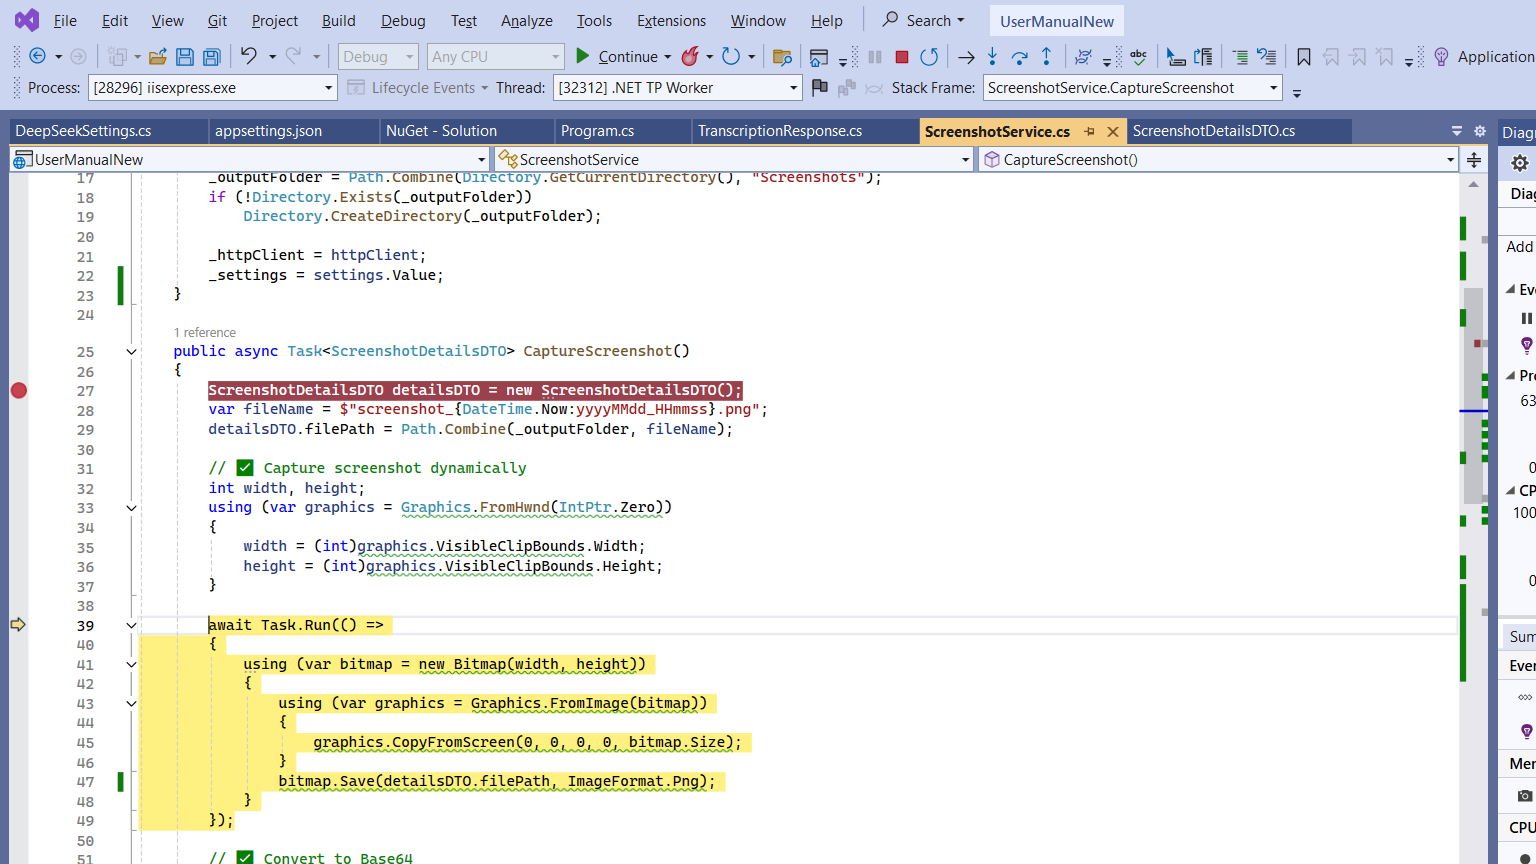 File Edit View Git Project Build Debug Test Analyze Tools Extensions Window Help Search UserManualNew
Debug Any CPU Continue Application
Process: [28296] iisexpress.exe Lifecycle Events Thread: [32312] .NET TP Worker Stack Frame: ScreenshotService.CaptureScreenshot
DeepSeekSettings.cs appsettings.json NuGet - Solution Program.cs TranscriptionResponse.cs ScreenshotService.cs ScreenshotDetailsDTO.cs Diagn
UserManualNew ScreenshotService CaptureScreenshot()
17 _outputFolder = Path.Combine(Directory.GetCurrentDirectory(), "Screenshots");
18 if (!Directory.Exists(_outputFolder))
19 Directory.CreateDirectory(_outputFolder);
20
21 _httpClient = httpClient;
22 _settings = settings.Value;
23 }
24
1 reference
25 public async Task<ScreenshotDetailsDTO> CaptureScreenshot()
26 {
27 ScreenshotDetailsDTO detailsDTO = new ScreenshotDetailsDTO();
28 var fileName = $"screenshot_{DateTime.Now:yyyyMMdd_HHmmss}.png";
29 detailsDTO.filePath = Path.Combine(_outputFolder, fileName);
30
31 // ✅ Capture screenshot dynamically
32 int width, height;
33 using (var graphics = Graphics.FromHwnd(IntPtr.Zero))
34 {
35 width = (int)graphics.VisibleClipBounds.Width;
36 height = (int)graphics.VisibleClipBounds.Height;
37 }
38
39 await Task.Run(() =>
40 {
41 using (var bitmap = new Bitmap(width, height))
42 {
43 using (var graphics = Graphics.FromImage(bitmap))
44 {
45 graphics.CopyFromScreen(0, 0, 0, 0, bitmap.Size);
46 }
47 bitmap.Save(detailsDTO.filePath, ImageFormat.Png);
48 }
49 });
50
51 // ✅ Convert to Base64
Diag
Add
Eve
Pro
63
0
CP
100
0
Sum
Ever
Mer
CPU